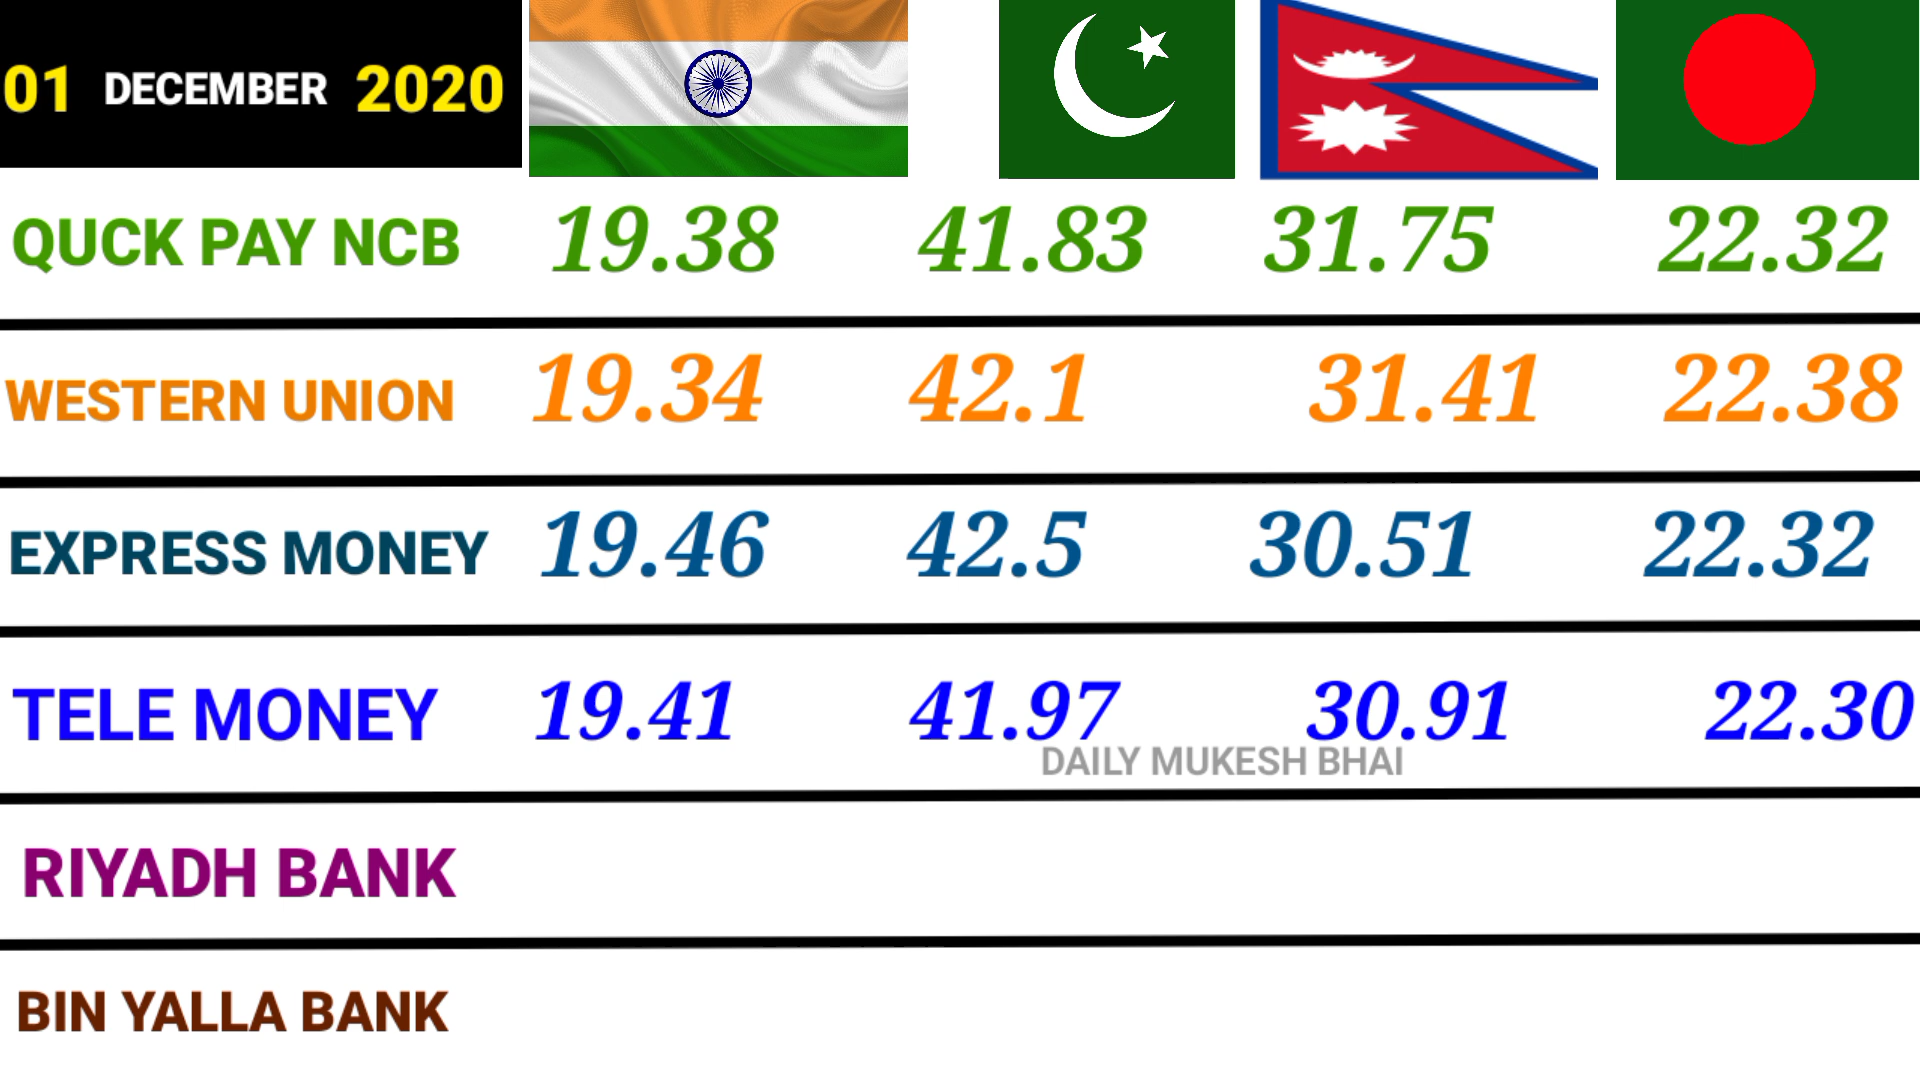 01 DECEMBER 2020
QUCK PAY NCB 19.38 41.83 31.75 22.32
WESTERN UNION 19.34 42.1 31.41 22.38
EXPRESS MONEY 19.46 42.5 30.51 22.32
TELE MONEY 19.41 41.97 30.91 22.30
DAILY MUKESH BHAI
RIYADH BANK
BIN YALLA BANK